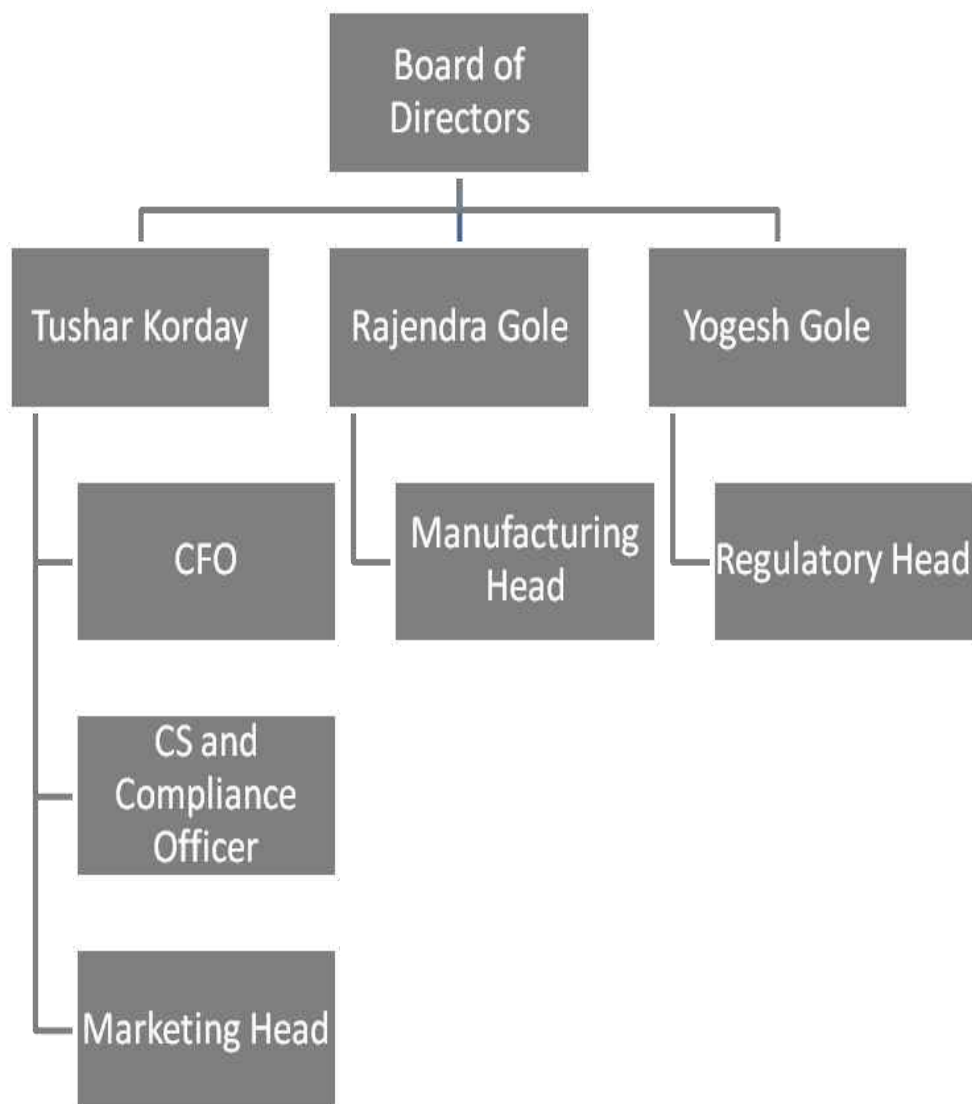 Board of
Directors
Tushar Korday
Rajendra Gole
Yogesh Gole
CFO
Manufacturing
Head
Regulatory Head
CS and
Compliance
Officer
Marketing Head